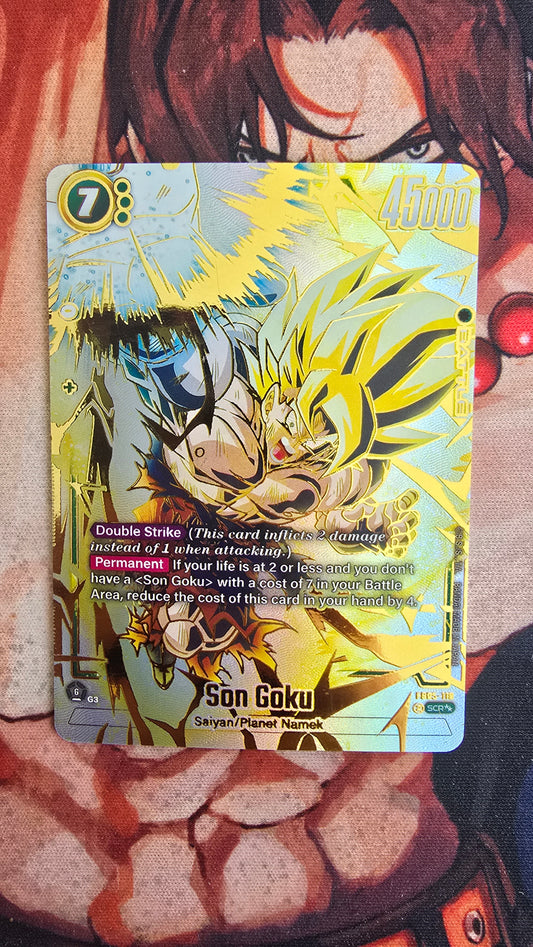 7
45000
BATTLE
Double Strike (This card inflicts 2 damage
instead of 1 when attacking.)
Permanent If your life is at 2 or less and you don't
have a <Son Goku> with a cost of 7 in your Battle
Area, reduce the cost of this card in your hand by 4.
G G3
Son Goku
SCR★★
Saiyan/Planet Namek